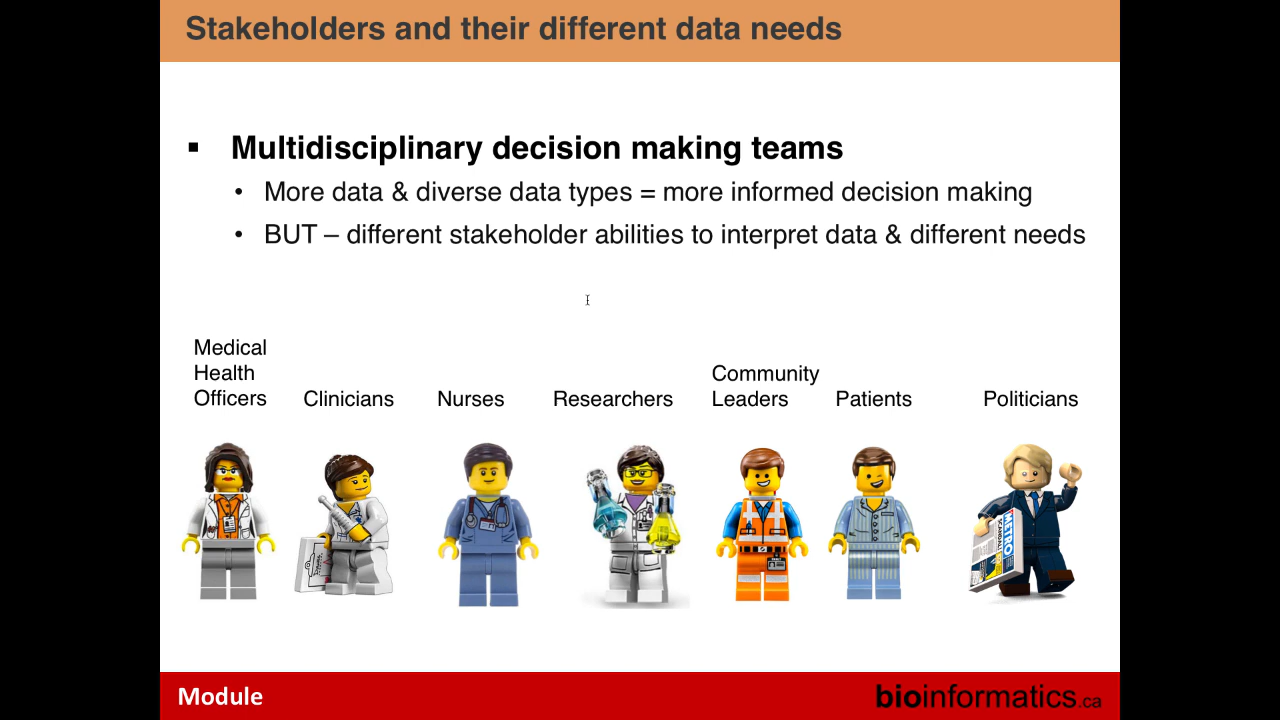 Stakeholders and their different data needs
▪ Multidisciplinary decision making teams
• More data & diverse data types = more informed decision making
• BUT – different stakeholder abilities to interpret data & different needs
Medical
Health
Officers
Clinicians
Nurses
Researchers
Community
Leaders
Patients
Politicians
METRO
SCANDAL!
Module
bioinformatics.ca